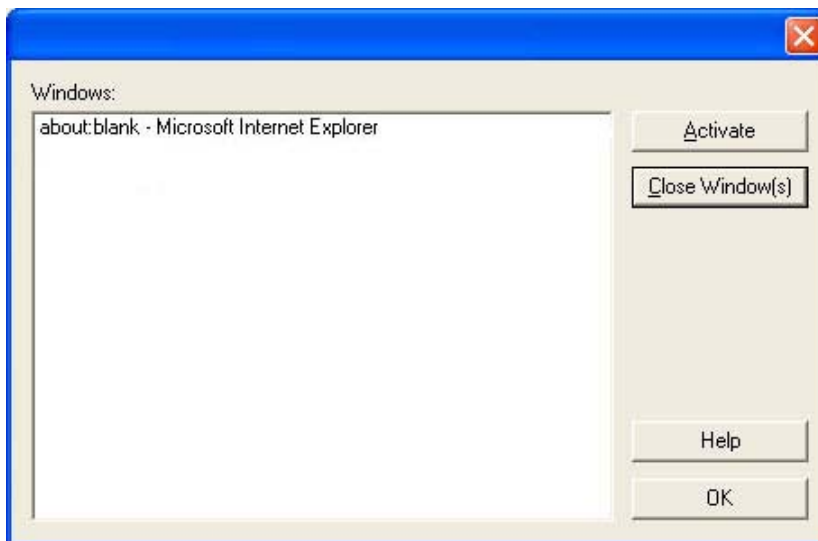 Windows:
about:blank - Microsoft Internet Explorer
Activate
Close Window(s)
Help
OK